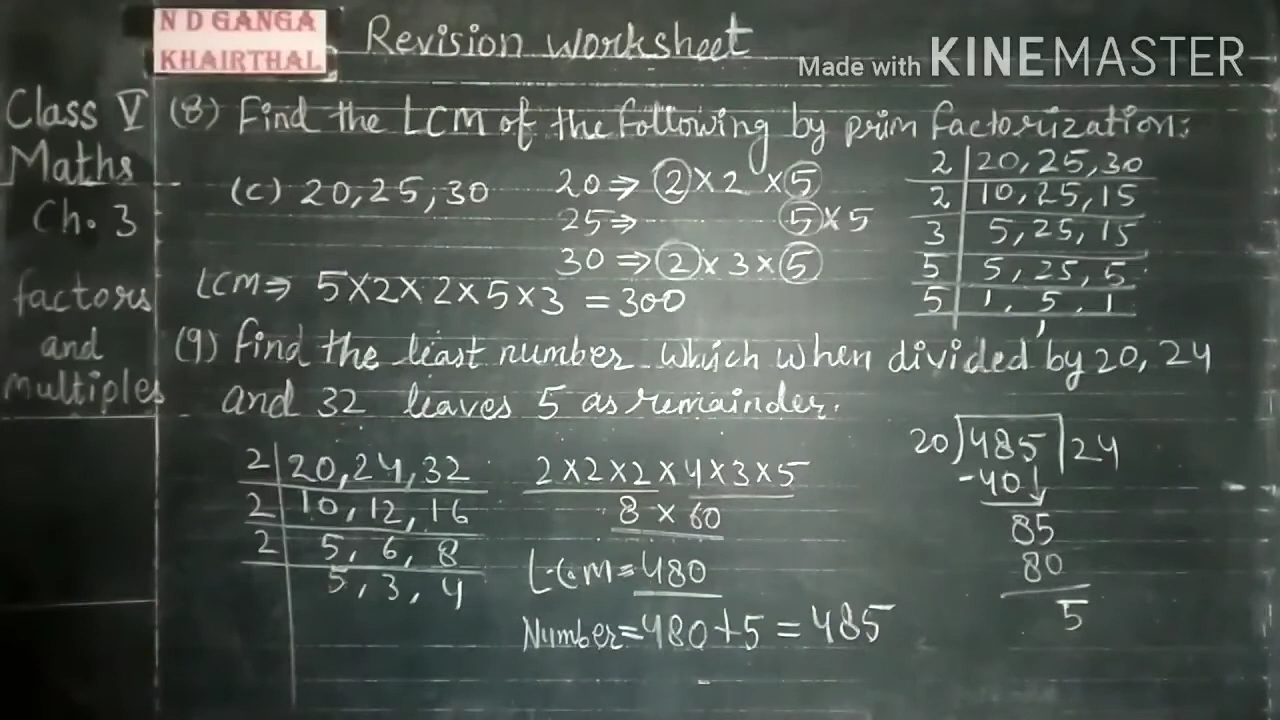 N D GANGA
KHAIRTHAL
Revision worksheet
Made with KINEMASTER
Class V
Maths
Ch. 3
factors
and
multiples
(8) Find the LCM of the following by prim factorization:
(c) 20, 25, 30
20 ⇒ 2 × 2 × 5
25 ⇒ 5 × 5
30 ⇒ 2 × 3 × 5
LCM ⇒ 5 × 2 × 2 × 5 × 3 = 300
2 | 20, 25, 30
2 | 10, 25, 15
3 | 5, 25, 15
5 | 5, 25, 5
5 | 1, 5, 1
1
(9) Find the least number which when divided by 20, 24
and 32 leaves 5 as remainder.
2 | 20, 24, 32
2 | 10, 12, 16
2 | 5, 6, 8
5, 3, 4
2 × 2 × 2 × 4 × 3 × 5
8 × 60
L.C.M = 480
Number = 480 + 5 = 485
20) 485 | 24
-40
85
80
5